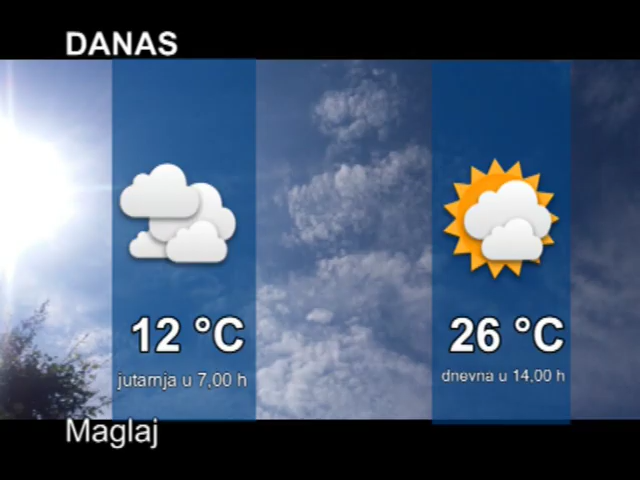 DANAS
12 °C
26 °C
jutarnja u 7,00 h
dnevna u 14,00 h
Maglaj